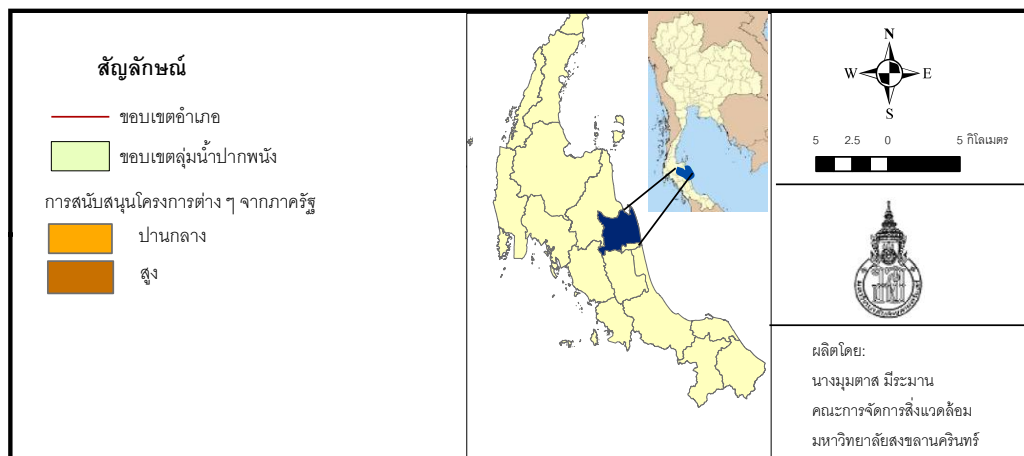 สัญลักษณ์
ขอบเขตอำเภอ
ขอบเขตลุ่มน้ำปากพนัง
การสนับสนุนโครงการต่าง ๆ จากภาครัฐ
ปานกลาง
สูง
N
W E
S
5 2.5 0 5 กิโลเมตร
ผลิตโดย:
นางมุมตาส มีระมาน
คณะการจัดการสิ่งแวดล้อม
มหาวิทยาลัยสงขลานครินทร์